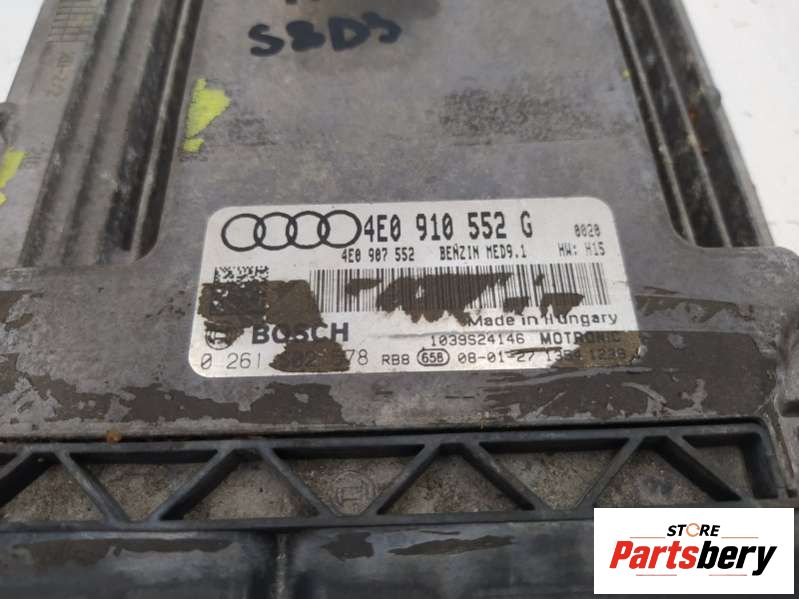 S8D3
4E0 910 552 G
0020
4E0 907 552 BENZIN MED9.1 HW: H15
BOSCH
Made in Hungary
1039S24146 MOTRONIC
0 261 RBB 658 08-01-27
STORE
Partsbery